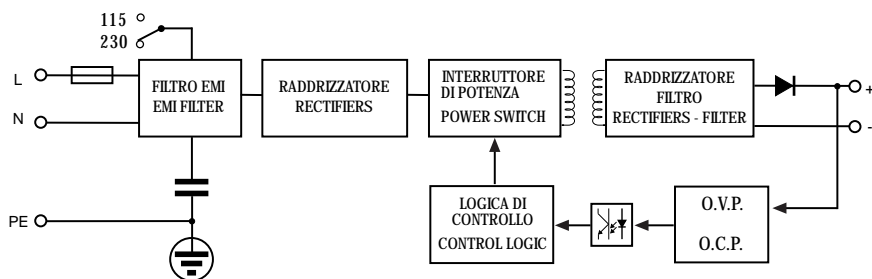 115
230
L
N
PE
FILTRO EMI
EMI FILTER
RADDRIZZATORE
RECTIFIERS
INTERRUTTORE
DI POTENZA
POWER SWITCH
RADDRIZZATORE
FILTRO
RECTIFIERS - FILTER
+
-
LOGICA DI
CONTROLLO
CONTROL LOGIC
O.V.P.
O.C.P.